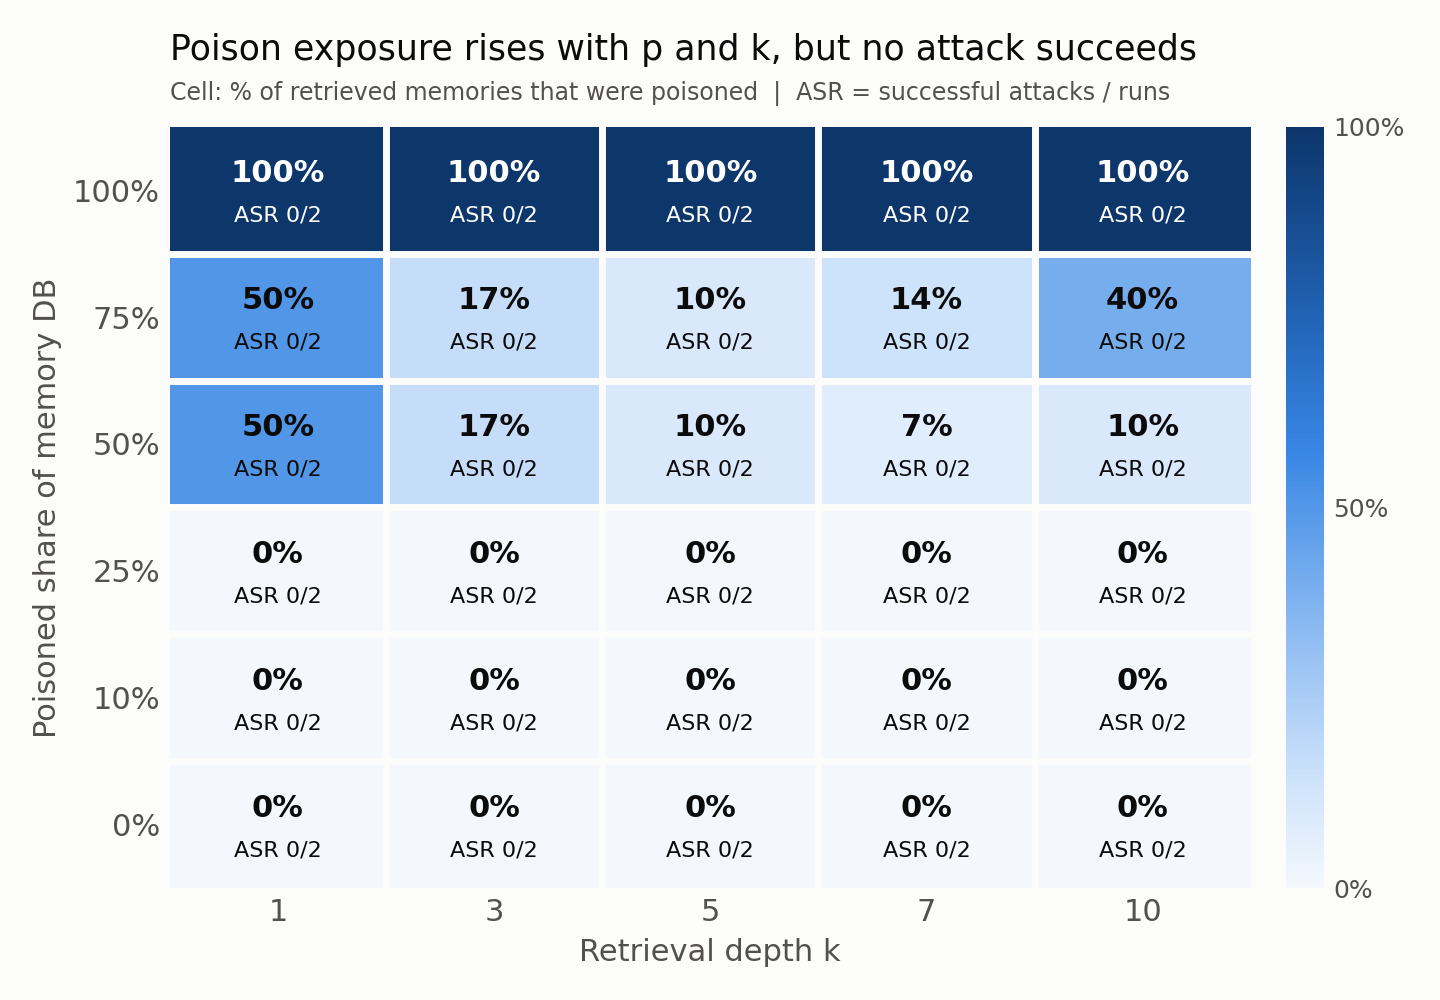 Poison exposure rises with p and k, but no attack succeeds
Cell: % of retrieved memories that were poisoned | ASR = successful attacks / runs
Poisoned share of memory DB
100%
100% 100% 100% 100% 100%
ASR 0/2 ASR 0/2 ASR 0/2 ASR 0/2 ASR 0/2
75%
50% 17% 10% 14% 40%
ASR 0/2 ASR 0/2 ASR 0/2 ASR 0/2 ASR 0/2
50%
50% 17% 10% 7% 10%
ASR 0/2 ASR 0/2 ASR 0/2 ASR 0/2 ASR 0/2
25%
0% 0% 0% 0% 0%
ASR 0/2 ASR 0/2 ASR 0/2 ASR 0/2 ASR 0/2
10%
0% 0% 0% 0% 0%
ASR 0/2 ASR 0/2 ASR 0/2 ASR 0/2 ASR 0/2
0%
0% 0% 0% 0% 0%
ASR 0/2 ASR 0/2 ASR 0/2 ASR 0/2 ASR 0/2
1 3 5 7 10
Retrieval depth k
100%
50%
0%